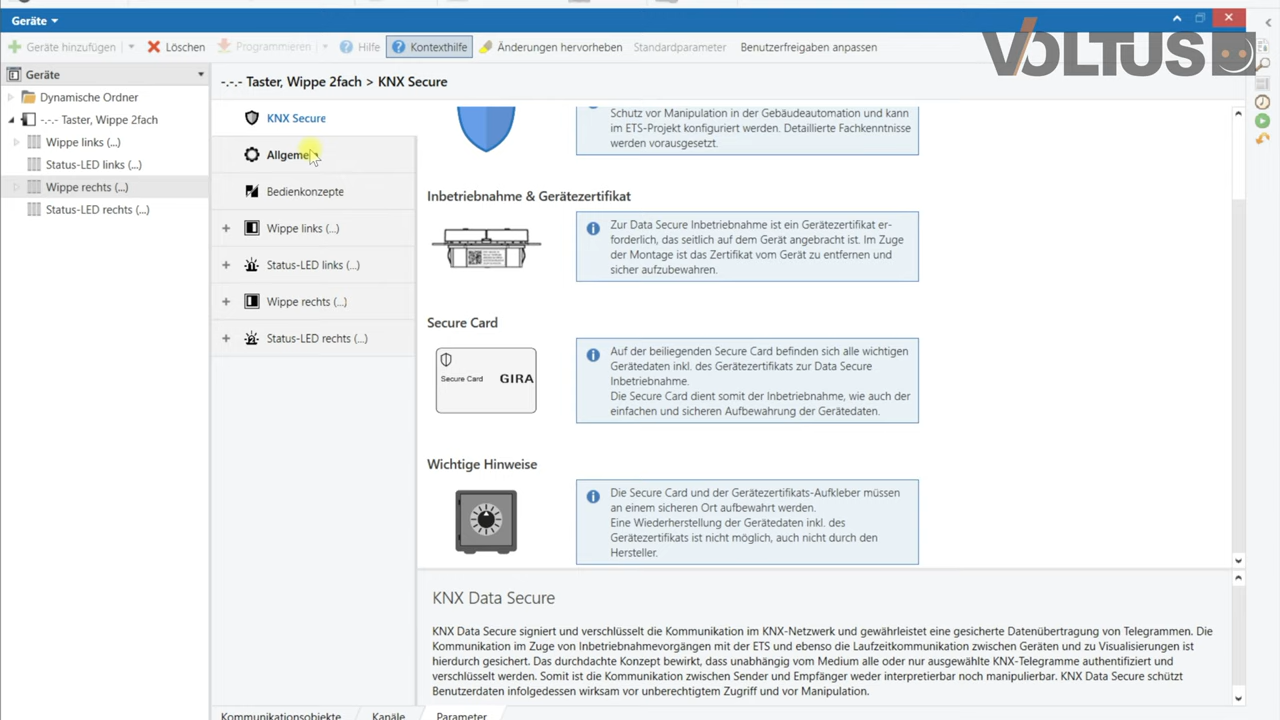 Geräte
VOLTUS
Geräte hinzufügen
Löschen
Programmieren
Hilfe
Kontexthilfe
Änderungen hervorheben
Standardparameter
Benutzerfreigaben anpassen
Geräte
Dynamische Ordner
-.-.- Taster, Wippe 2fach
Wippe links (...)
Status-LED links (...)
Wippe rechts (...)
Status-LED rechts (...)
-.-.- Taster, Wippe 2fach > KNX Secure
KNX Secure
Allgemein
Bedienkonzepte
Wippe links (...)
Status-LED links (...)
Wippe rechts (...)
Status-LED rechts (...)
Schutz vor Manipulation in der Gebäudeautomation und kann
im ETS-Projekt konfiguriert werden. Detaillierte Fachkenntnisse
werden vorausgesetzt.
Inbetriebnahme & Gerätezertifikat
Zur Data Secure Inbetriebnahme ist ein Gerätezertifikat er-
forderlich, das seitlich auf dem Gerät angebracht ist. Im Zuge
der Montage ist das Zertifikat vom Gerät zu entfernen und
sicher aufzubewahren.
Secure Card
Secure Card GIRA
Auf der beiliegenden Secure Card befinden sich alle wichtigen
Gerätedaten inkl. des Gerätezertifikats zur Data Secure
Inbetriebnahme.
Die Secure Card dient somit der Inbetriebnahme, wie auch der
einfachen und sicheren Aufbewahrung der Gerätedaten.
Wichtige Hinweise
Die Secure Card und der Gerätezertifikats-Aufkleber müssen
an einem sicheren Ort aufbewahrt werden.
Eine Wiederherstellung der Gerätedaten inkl. des
Gerätezertifikats ist nicht möglich, auch nicht durch den
Hersteller.
KNX Data Secure
KNX Data Secure signiert und verschlüsselt die Kommunikation im KNX-Netzwerk und gewährleistet eine gesicherte Datenübertragung von Telegrammen. Die
Kommunikation im Zuge von Inbetriebnahmevorgängen mit der ETS und ebenso die Laufzeitkommunikation zwischen Geräten und zu Visualisierungen ist
hierdurch gesichert. Das durchdachte Konzept bewirkt, dass unabhängig vom Medium alle oder nur ausgewählte KNX-Telegramme authentifiziert und
verschlüsselt werden. Somit ist die Kommunikation zwischen Sender und Empfänger weder interpretierbar noch manipulierbar. KNX Data Secure schützt
Benutzerdaten infolgedessen wirksam vor unberechtigtem Zugriff und vor Manipulation.
Kommunikationsobjekte
Kanäle
Parameter